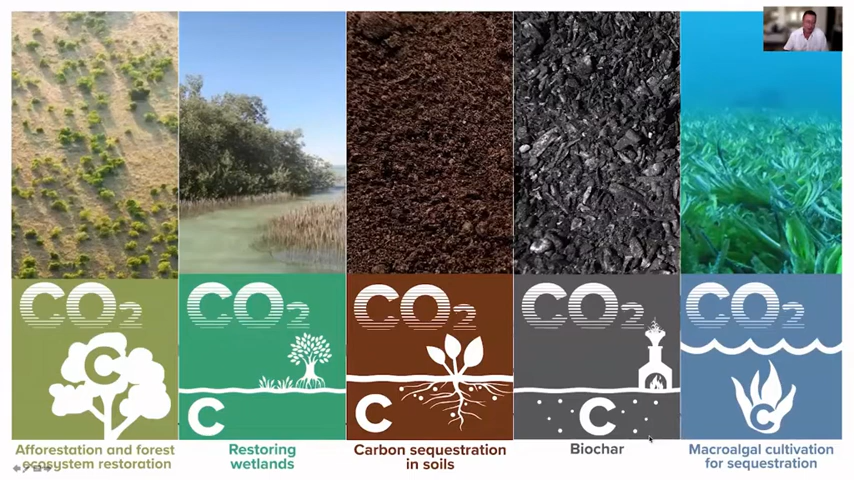 CO2
CO2
CO2
CO2
CO2
C
C
C
C
C
Afforestation and forest
ecosystem restoration
Restoring
wetlands
Carbon sequestration
in soils
Biochar
Macroalgal cultivation
for sequestration